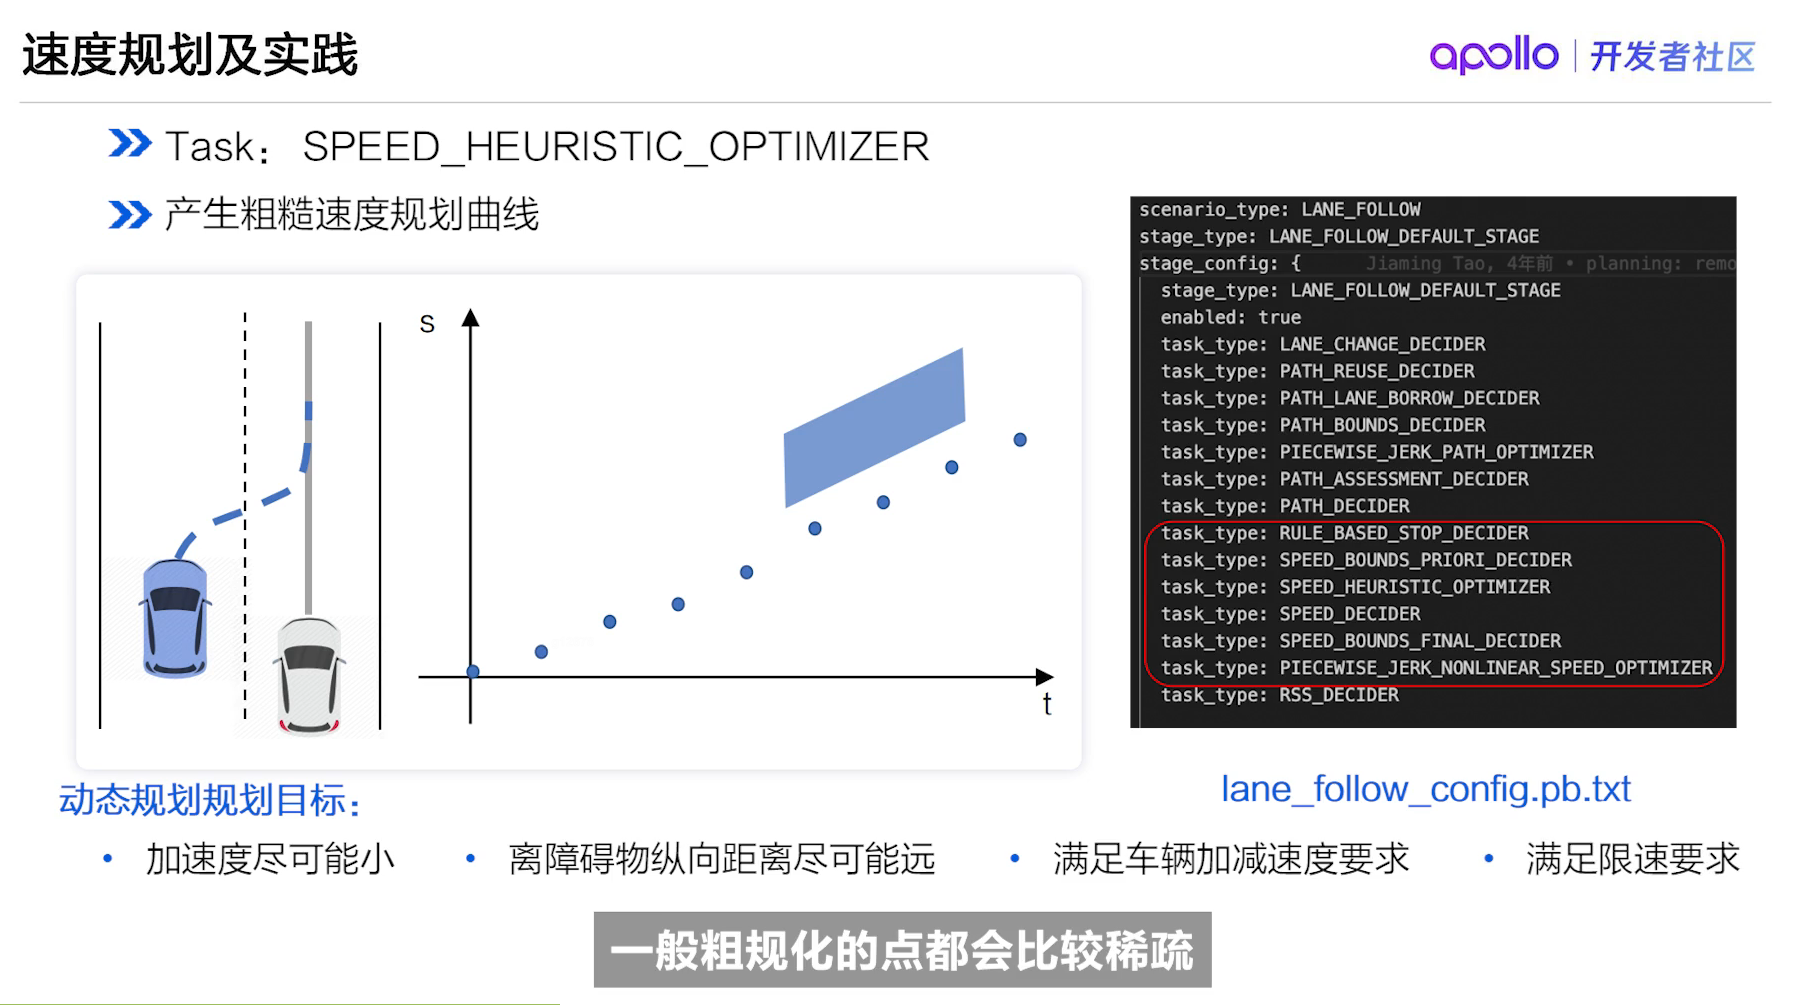 速度规划及实践
apollo | 开发者社区
Task： SPEED_HEURISTIC_OPTIMIZER
产生粗糙速度规划曲线
s
t
scenario_type: LANE_FOLLOW
stage_type: LANE_FOLLOW_DEFAULT_STAGE
stage_config: { Jiaming Tao, 4年前 • planning: remo
stage_type: LANE_FOLLOW_DEFAULT_STAGE
enabled: true
task_type: LANE_CHANGE_DECIDER
task_type: PATH_REUSE_DECIDER
task_type: PATH_LANE_BORROW_DECIDER
task_type: PATH_BOUNDS_DECIDER
task_type: PIECEWISE_JERK_PATH_OPTIMIZER
task_type: PATH_ASSESSMENT_DECIDER
task_type: PATH_DECIDER
task_type: RULE_BASED_STOP_DECIDER
task_type: SPEED_BOUNDS_PRIORI_DECIDER
task_type: SPEED_HEURISTIC_OPTIMIZER
task_type: SPEED_DECIDER
task_type: SPEED_BOUNDS_FINAL_DECIDER
task_type: PIECEWISE_JERK_NONLINEAR_SPEED_OPTIMIZER
task_type: RSS_DECIDER
lane_follow_config.pb.txt
动态规划规划目标：
• 加速度尽可能小 • 离障碍物纵向距离尽可能远 • 满足车辆加减速度要求 • 满足限速要求
一般粗规化的点都会比较稀疏